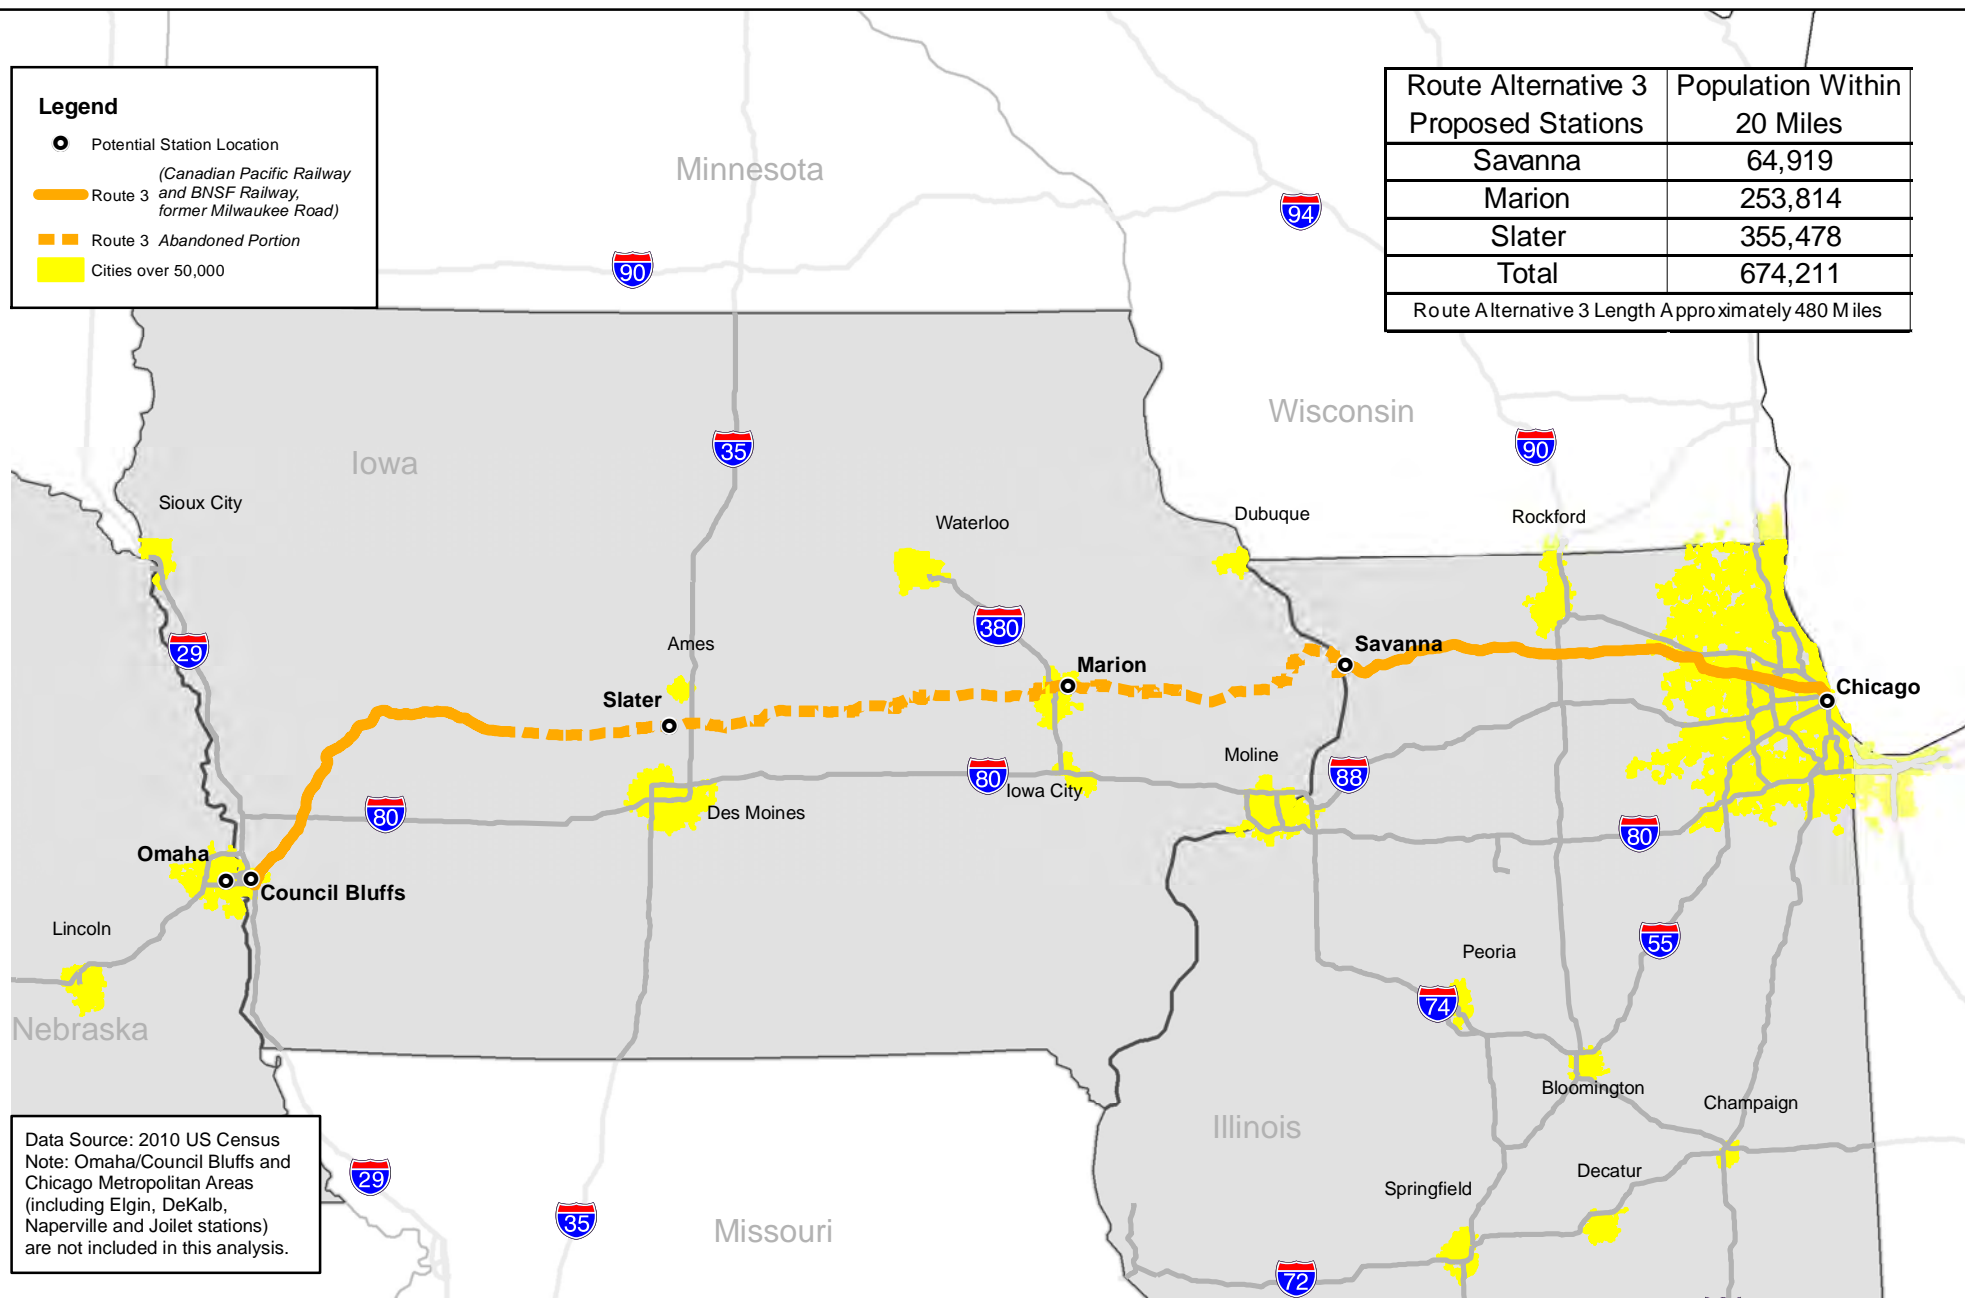 Legend
Potential Station Location
Route 3 (Canadian Pacific Railway
and BNSF Railway,
former Milwaukee Road)
Route 3 Abandoned Portion
Cities over 50,000
Route Alternative 3 Proposed Stations | Population Within 20 Miles
Savanna 64,919
Marion 253,814
Slater 355,478
Total 674,211
Route Alternative 3 Length Approximately 480 Miles
Minnesota
94
90
Wisconsin
35
90
Iowa
Sioux City
Waterloo
Dubuque
Rockford
29
Ames
380
Savanna
Marion
Slater
Chicago
Moline
80
88
Iowa City
80
Des Moines
80
Omaha
Council Bluffs
Lincoln
55
Peoria
74
Nebraska
Bloomington
Champaign
Illinois
Decatur
Springfield
29
35
Missouri
72
Data Source: 2010 US Census
Note: Omaha/Council Bluffs and
Chicago Metropolitan Areas
(including Elgin, DeKalb,
Naperville and Joilet stations)
are not included in this analysis.